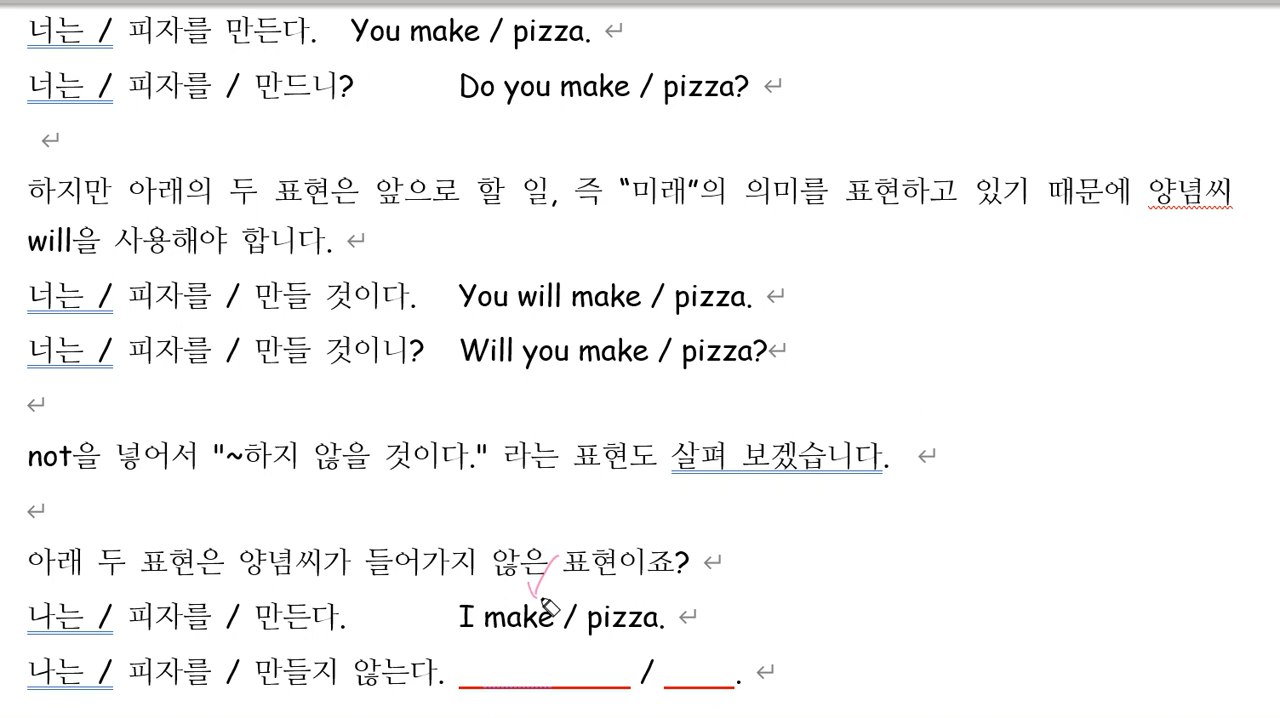 너는 / 피자를 만든다. You make / pizza.
너는 / 피자를 / 만드니? Do you make / pizza?
하지만 아래의 두 표현은 앞으로 할 일, 즉 “미래”의 의미를 표현하고 있기 때문에 양념씨
will을 사용해야 합니다.
너는 / 피자를 / 만들 것이다. You will make / pizza.
너는 / 피자를 / 만들 것이니? Will you make / pizza?
not을 넣어서 "~하지 않을 것이다." 라는 표현도 살펴 보겠습니다.
아래 두 표현은 양념씨가 들어가지 않은 표현이죠?
나는 / 피자를 / 만든다. I make / pizza.
나는 / 피자를 / 만들지 않는다. ________ / ____.